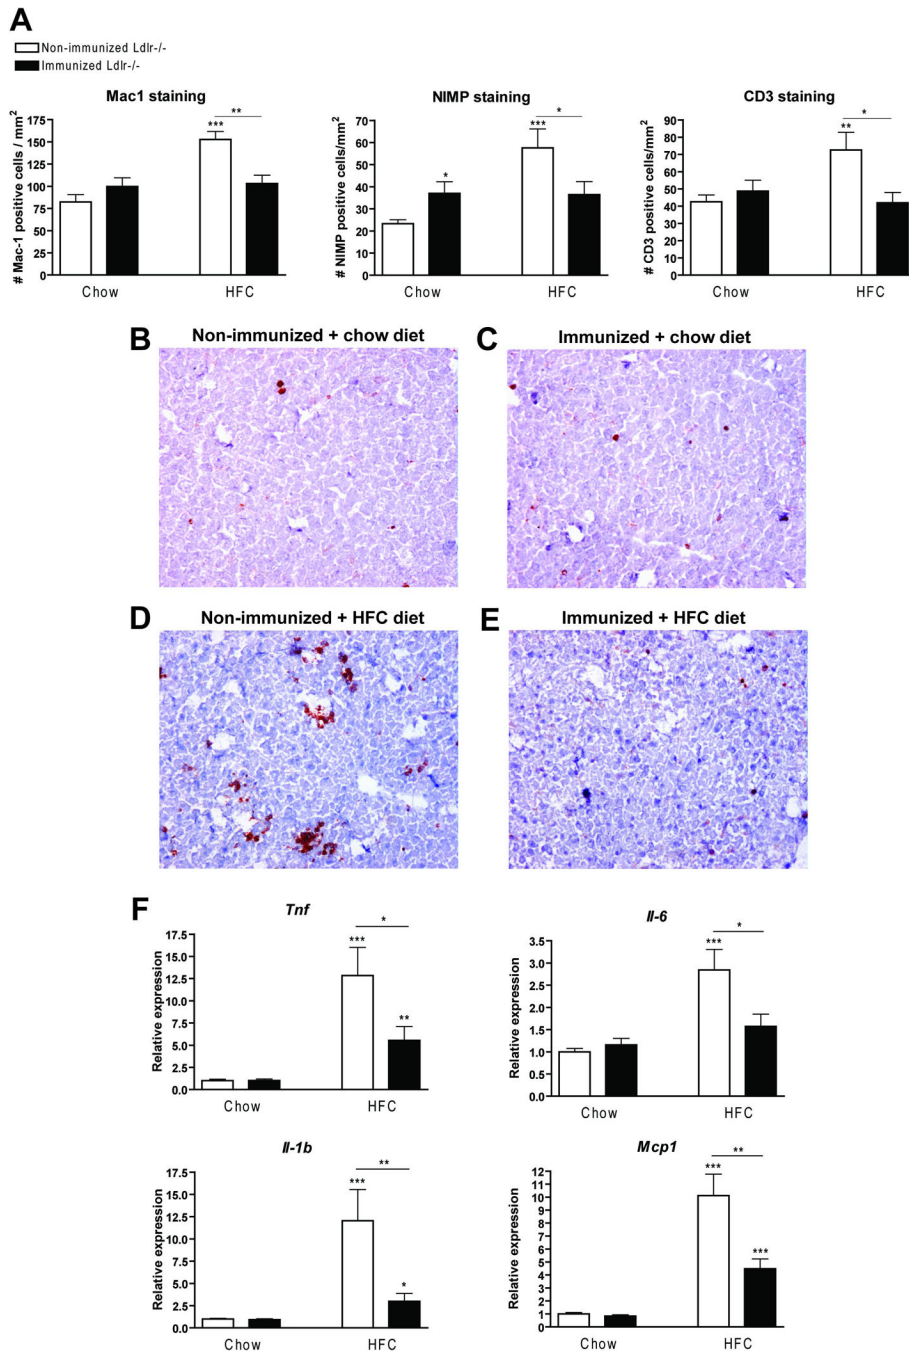 A
Non-immunized Ldlr-/-
Immunized Ldlr-/-
Mac1 staining
# Mac-1 positive cells / mm2
175
150
125
100
75
50
25
0
***
**
Chow
HFC
NIMP staining
# NIMP positive cells/mm2
70
60
50
40
30
20
10
0
*
***
*
Chow
HFC
CD3 staining
# CD3 positive cells/mm2
90
80
70
60
50
40
30
20
10
0
**
*
Chow
HFC
B
Non-immunized + chow diet
C
Immunized + chow diet
D
Non-immunized + HFC diet
E
Immunized + HFC diet
F
Tnf
Relative expression
17.5
15.0
12.5
10.0
7.5
5.0
2.5
0.0
***
*
**
Chow
HFC
Il-6
Relative expression
3.5
3.0
2.5
2.0
1.5
1.0
0.5
0.0
***
*
Chow
HFC
Il-1b
Relative expression
17.5
15.0
12.5
10.0
7.5
5.0
2.5
0.0
***
**
*
Chow
HFC
Mcp1
Relative expression
12
11
10
9
8
7
6
5
4
3
2
1
0
***
**
***
Chow
HFC